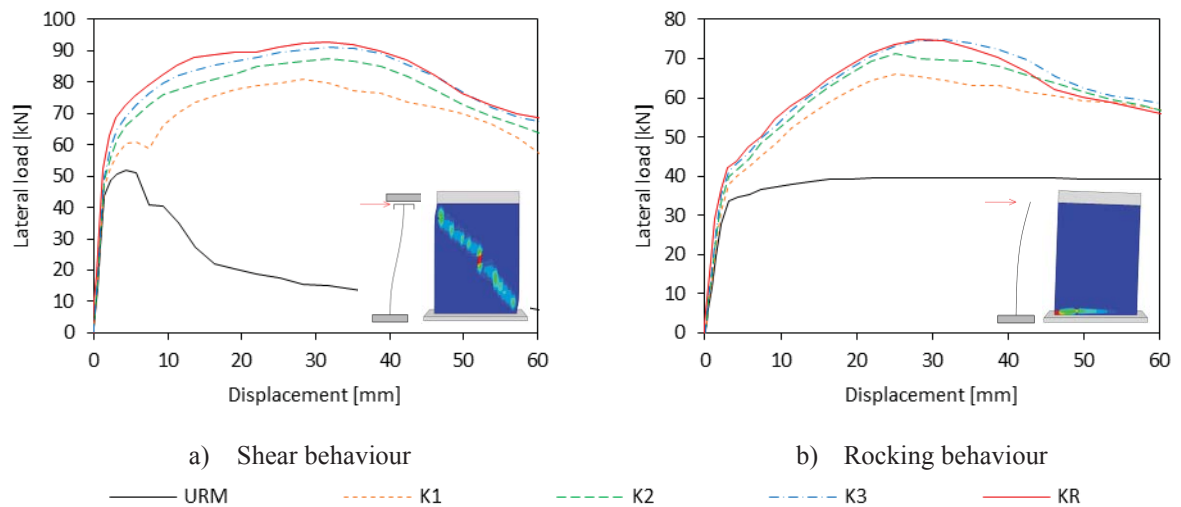 100
90
80
70
60
50
40
30
20
10
0
Lateral load [kN]
0 10 20 30 40 50 60
Displacement [mm]
a) Shear behaviour
80
70
60
50
40
30
20
10
0
Lateral load [kN]
0 10 20 30 40 50 60
Displacement [mm]
b) Rocking behaviour
URM K1 K2 K3 KR